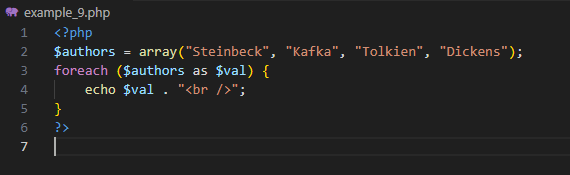 example_9.php
1 <?php
2 $authors = array("Steinbeck", "Kafka", "Tolkien", "Dickens");
3 foreach ($authors as $val) {
4     echo $val . "<br />";
5 }
6 ?>
7